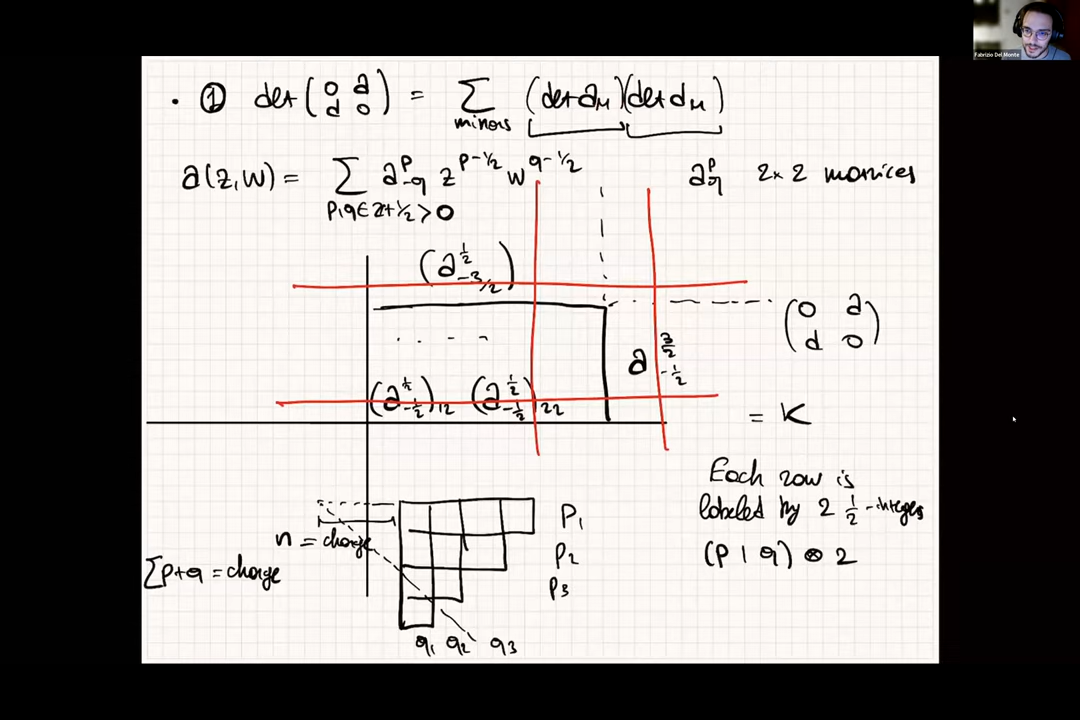 Fabrizio Del Monte
• ① det (0 a d 0) = Σ minors (det a_M)(det d_M)
a(z,w) = Σ a^p_{-q} z^{p-1/2} w^{q-1/2} a^p_q 2×2 matrices
p,q ∈ Z+1/2 > 0
(a^{1/2}_{-3/2})
(0 a d 0)
. . - .
a^{3/2}_{-1/2}
(a^{1/2}_{-1/2})_{12} (a^{1/2}_{-1/2})_{22}
= K
Each row is
labeled by 2 1/2-integers
(p | q) ⊗ 2
P1
n = charge
P2
Σp+q = charge
P3
q1 q2 q3